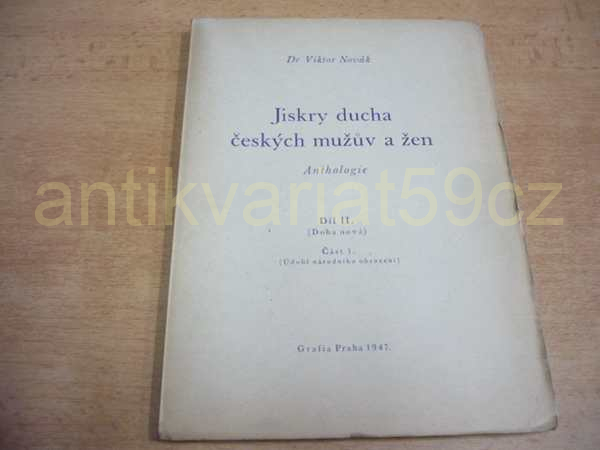 Dr Viktor Novák
Jiskry ducha
českých mužův a žen
Anthologie
antikvariat59cz
Díl II.
(Doba nová)
Část 1.
(Údobí národního obrození)
Grafia Praha 1947.